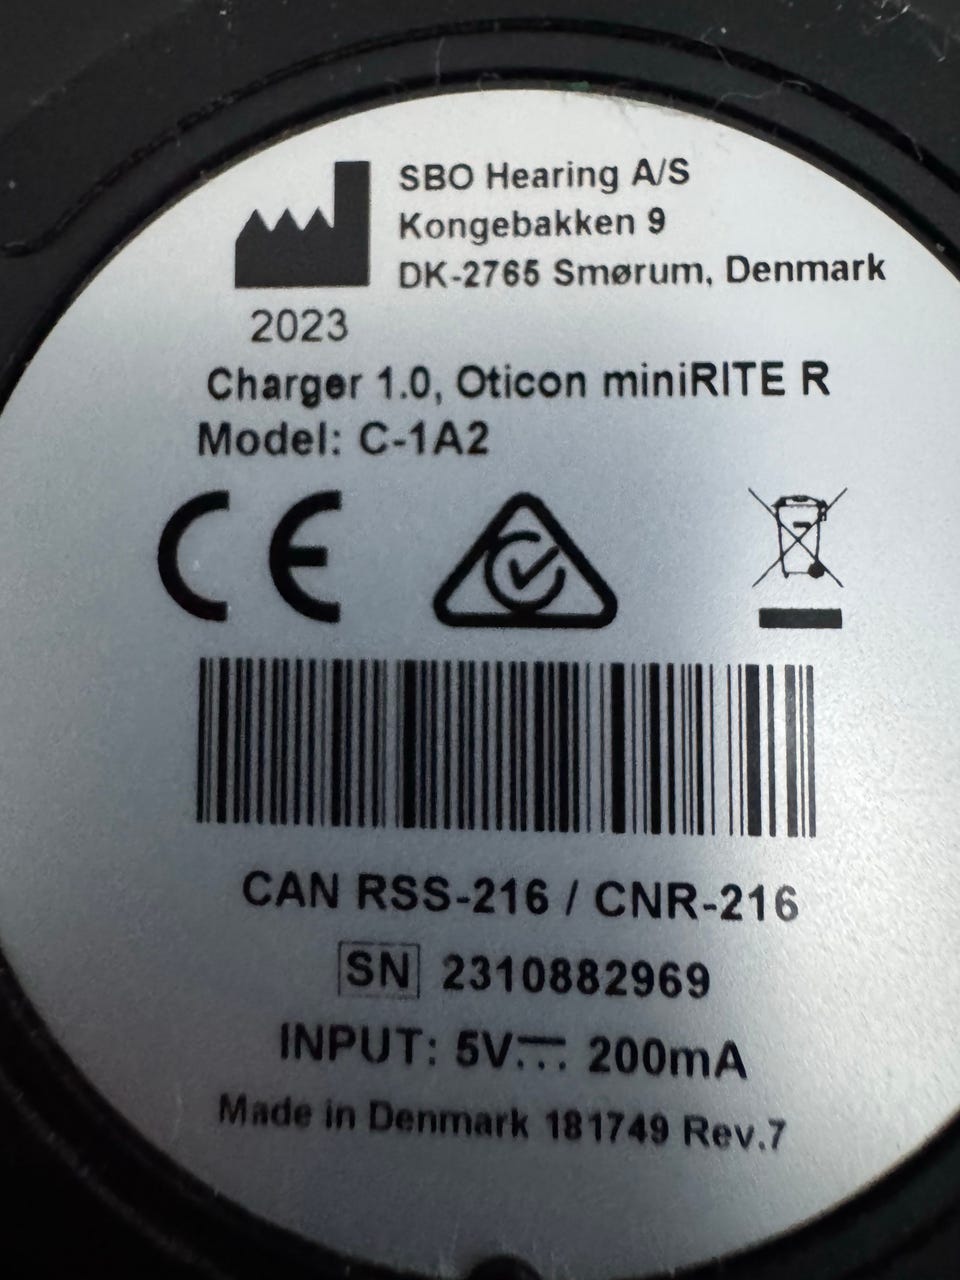 SBO Hearing A/S
Kongebakken 9
DK-2765 Smørum, Denmark
2023
Charger 1.0, Oticon miniRITE R
Model: C-1A2
CE
CAN RSS-216 / CNR-216
SN 2310882969
INPUT: 5V⎓ 200mA
Made in Denmark 181749 Rev.7